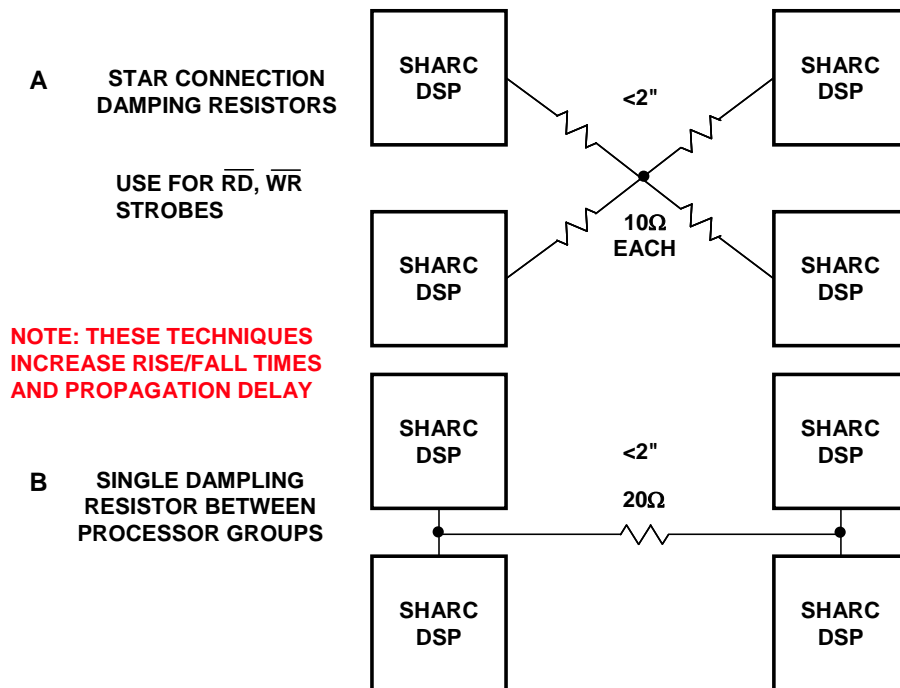 A
STAR CONNECTION
DAMPING RESISTORS
USE FOR R̅D̅, W̅R̅
STROBES
SHARC
DSP
SHARC
DSP
<2"
10Ω
EACH
SHARC
DSP
SHARC
DSP
NOTE: THESE TECHNIQUES
INCREASE RISE/FALL TIMES
AND PROPAGATION DELAY
B
SINGLE DAMPLING
RESISTOR BETWEEN
PROCESSOR GROUPS
SHARC
DSP
SHARC
DSP
<2"
20Ω
SHARC
DSP
SHARC
DSP